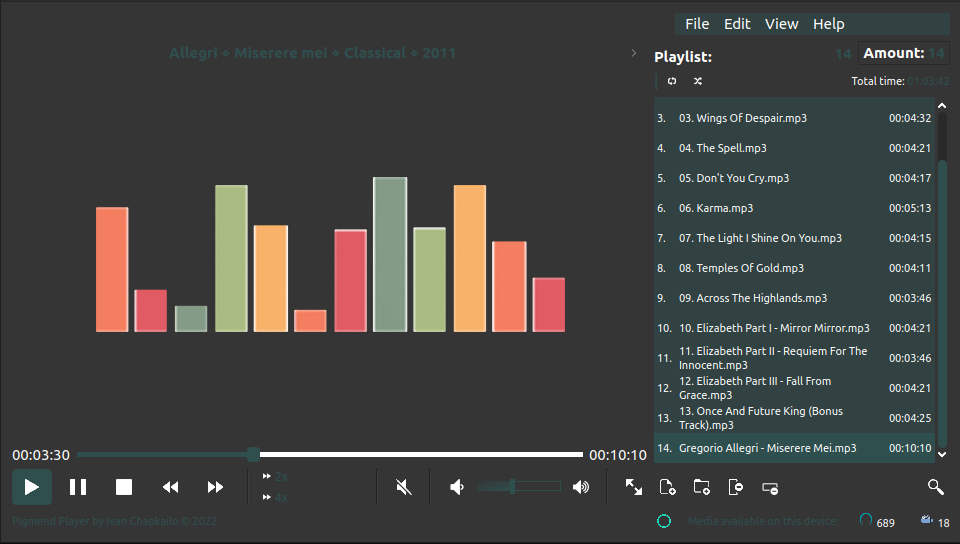 File Edit View Help
Allegri ⋄ Miserere mei ⋄ Classical ⋄ 2011
Playlist: 14 Amount: 14
Total time: 01:03:42
3. 03. Wings Of Despair.mp3 00:04:32
4. 04. The Spell.mp3 00:04:21
5. 05. Don't You Cry.mp3 00:04:17
6. 06. Karma.mp3 00:05:13
7. 07. The Light I Shine On You.mp3 00:04:15
8. 08. Temples Of Gold.mp3 00:04:11
9. 09. Across The Highlands.mp3 00:03:46
10. 10. Elizabeth Part I - Mirror Mirror.mp3 00:04:21
11. 11. Elizabeth Part II - Requiem For The
Innocent.mp3 00:03:46
12. 12. Elizabeth Part III - Fall From
Grace.mp3 00:04:21
13. 13. Once And Future King (Bonus
Track).mp3 00:04:25
14. Gregorio Allegri - Miserere Mei.mp3 00:10:10
00:03:30 00:10:10
2x
4x
Pigmend Player by Ivan Chapkailo © 2022
Media available on this device: 689 18